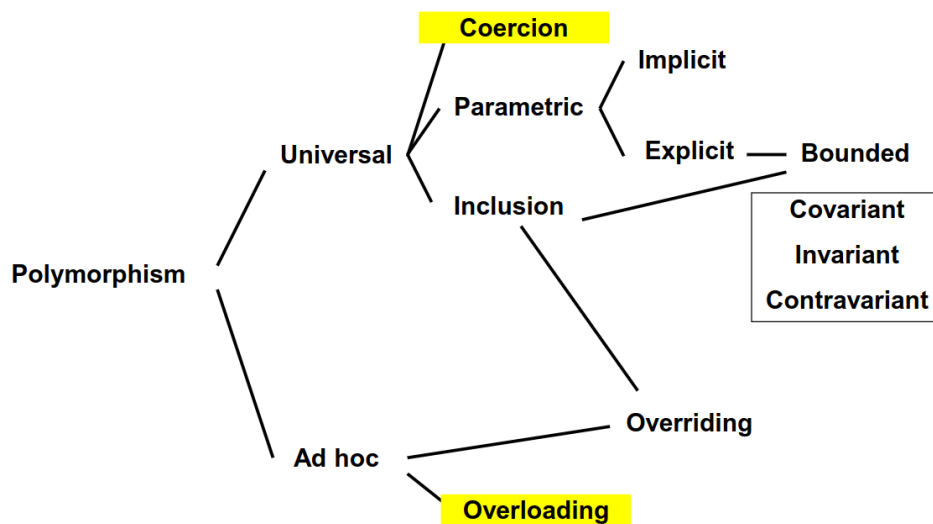 Coercion
Implicit
Parametric
Universal
Explicit
Bounded
Inclusion
Covariant
Invariant
Polymorphism
Contravariant
Overriding
Ad hoc
Overloading